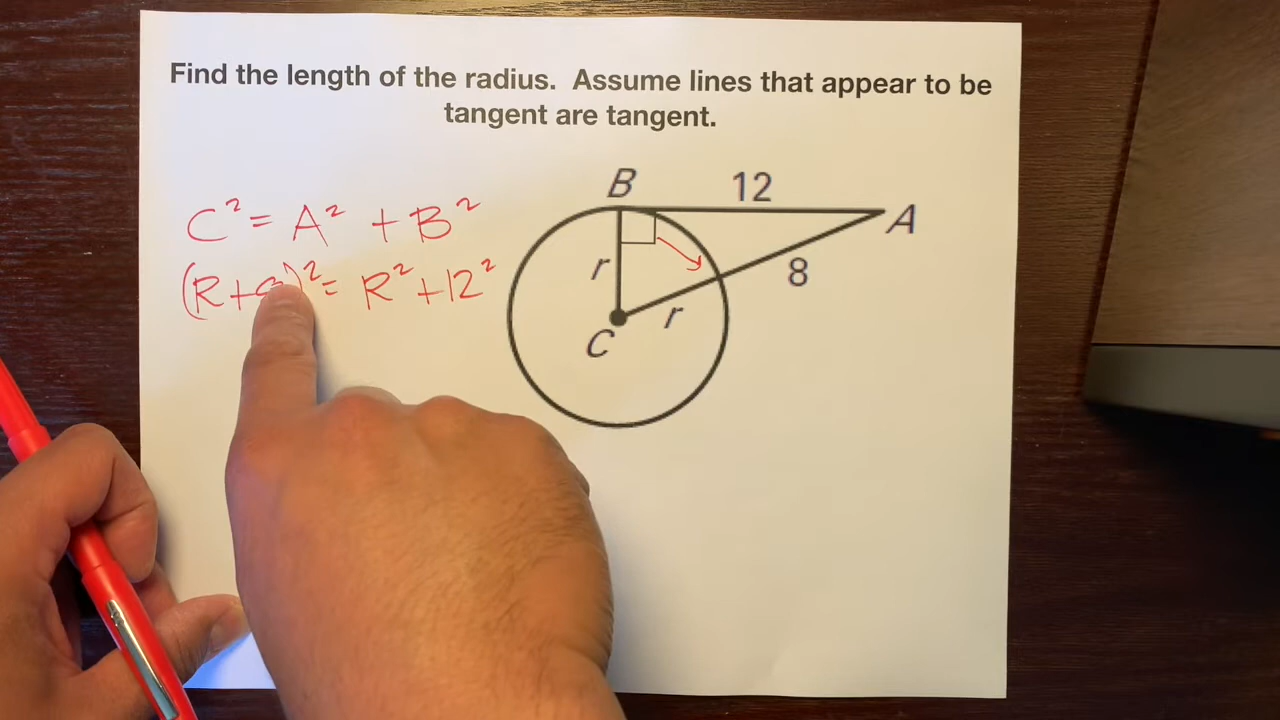 Find the length of the radius. Assume lines that appear to be
tangent are tangent.
B
12
A
C² = A² + B²
r
8
(R+ )² = R² + 12²
r
C